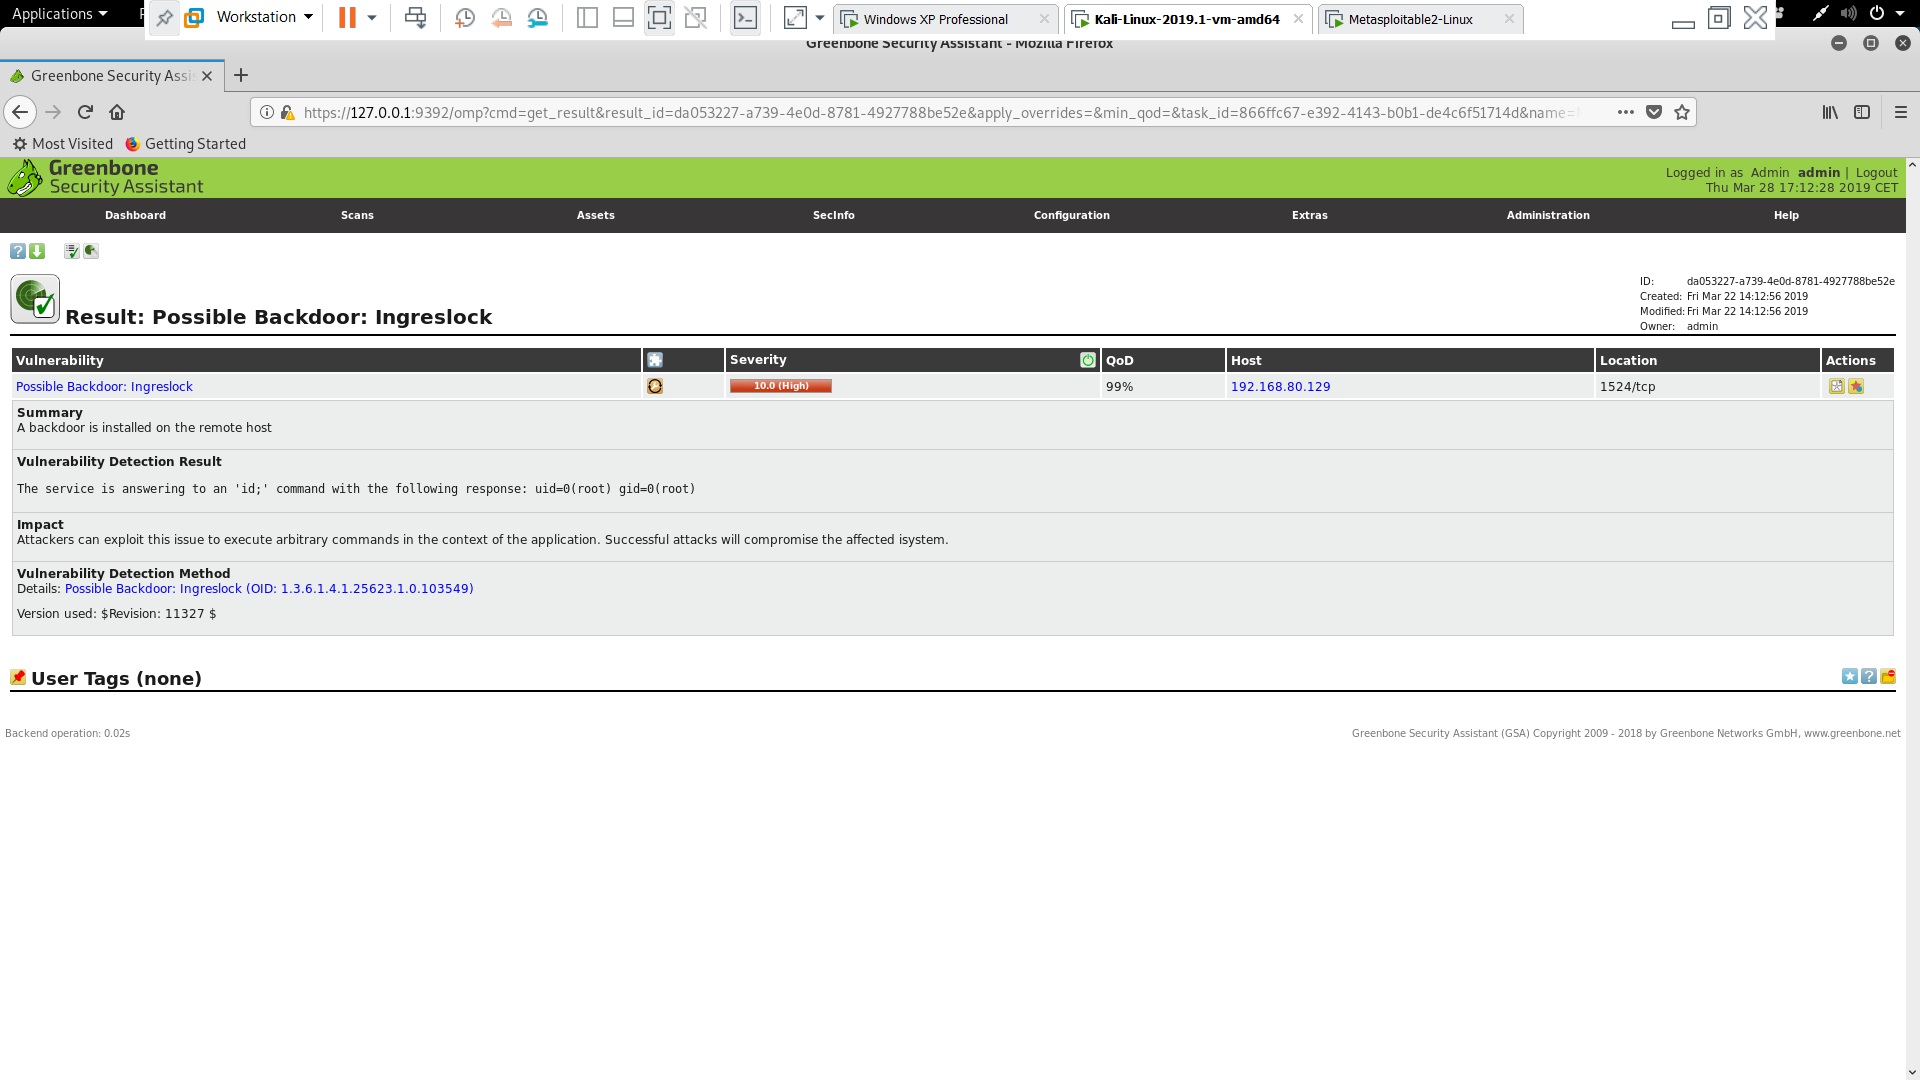 Applications
Workstation
Windows XP Professional
Kali-Linux-2019.1-vm-amd64
Metasploitable2-Linux
Greenbone Security Assistant - Mozilla Firefox
Greenbone Security Assis
https://127.0.0.1:9392/omp?cmd=get_result&result_id=da053227-a739-4e0d-8781-4927788be52e&apply_overrides=&min_qod=&task_id=866ffc67-e392-4143-b0b1-de4c6f51714d&name=
Most Visited
Getting Started
Greenbone
Security Assistant
Logged in as Admin admin | Logout
Thu Mar 28 17:12:28 2019 CET
Dashboard
Scans
Assets
SecInfo
Configuration
Extras
Administration
Help
ID: da053227-a739-4e0d-8781-4927788be52e
Created: Fri Mar 22 14:12:56 2019
Modified: Fri Mar 22 14:12:56 2019
Owner: admin
Result: Possible Backdoor: Ingreslock
Vulnerability
Severity
QoD
Host
Location
Actions
Possible Backdoor: Ingreslock
10.0 (High)
99%
192.168.80.129
1524/tcp
Summary
A backdoor is installed on the remote host
Vulnerability Detection Result
The service is answering to an 'id;' command with the following response: uid=0(root) gid=0(root)
Impact
Attackers can exploit this issue to execute arbitrary commands in the context of the application. Successful attacks will compromise the affected isystem.
Vulnerability Detection Method
Details: Possible Backdoor: Ingreslock (OID: 1.3.6.1.4.1.25623.1.0.103549)
Version used: $Revision: 11327 $
User Tags (none)
Backend operation: 0.02s
Greenbone Security Assistant (GSA) Copyright 2009 - 2018 by Greenbone Networks GmbH, www.greenbone.net